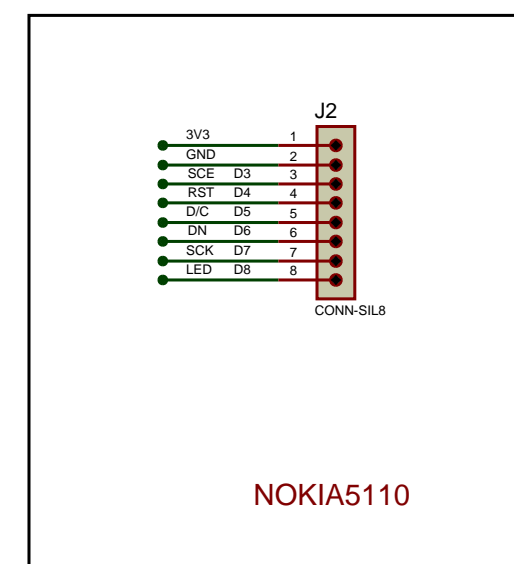 J2
3V3 1
GND 2
SCE D3 3
RST D4 4
D/C D5 5
DN D6 6
SCK D7 7
LED D8 8
CONN-SIL8
NOKIA5110